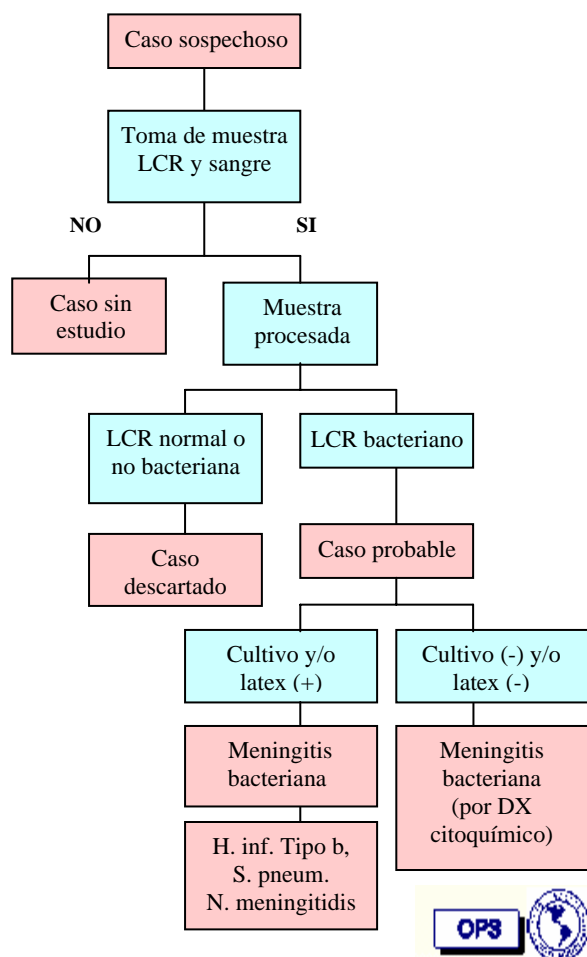 Caso sospechoso
Toma de muestra
LCR y sangre
NO
SI
Caso sin
estudio
Muestra
procesada
LCR normal o
no bacteriana
LCR bacteriano
Caso
descartado
Caso probable
Cultivo y/o
latex (+)
Cultivo (-) y/o
latex (-)
Meningitis
bacteriana
Meningitis
bacteriana
(por DX
citoquímico)
H. inf. Tipo b,
S. pneum.
N. meningitidis
OPS